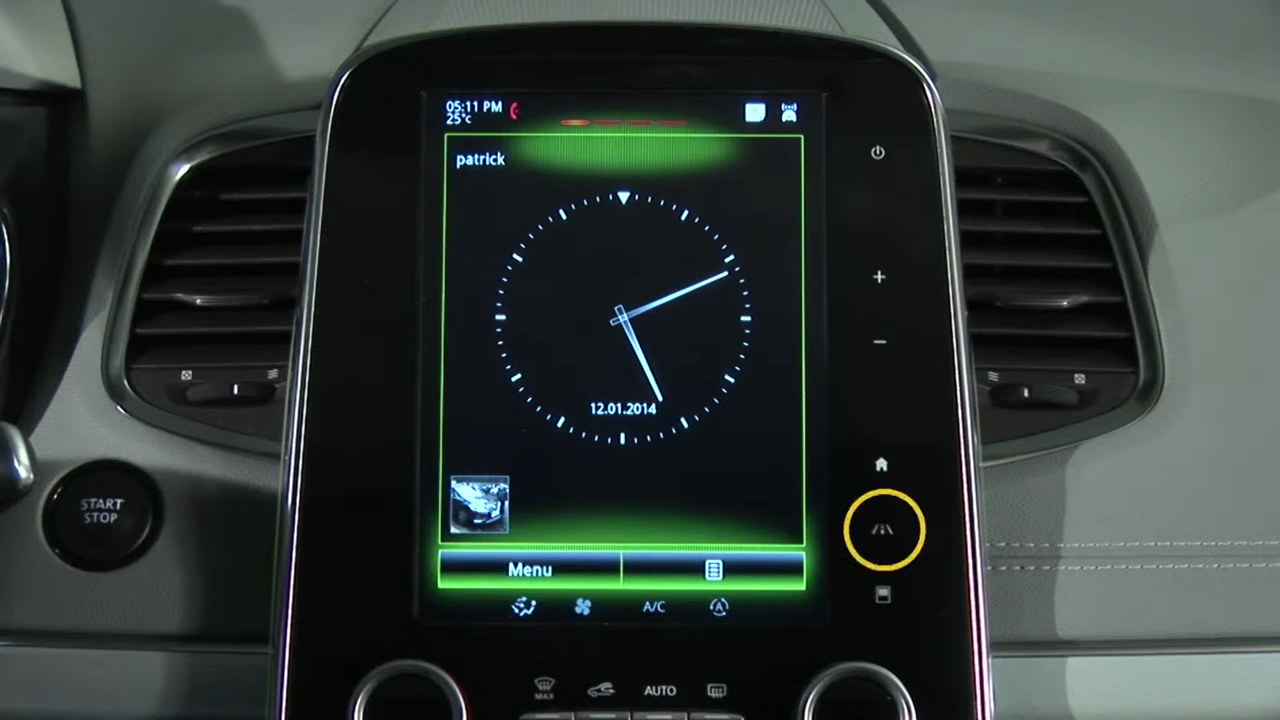 05:11 PM
25°C
patrick
12.01.2014
START
STOP
Menu
A/C
A
MAX
AUTO